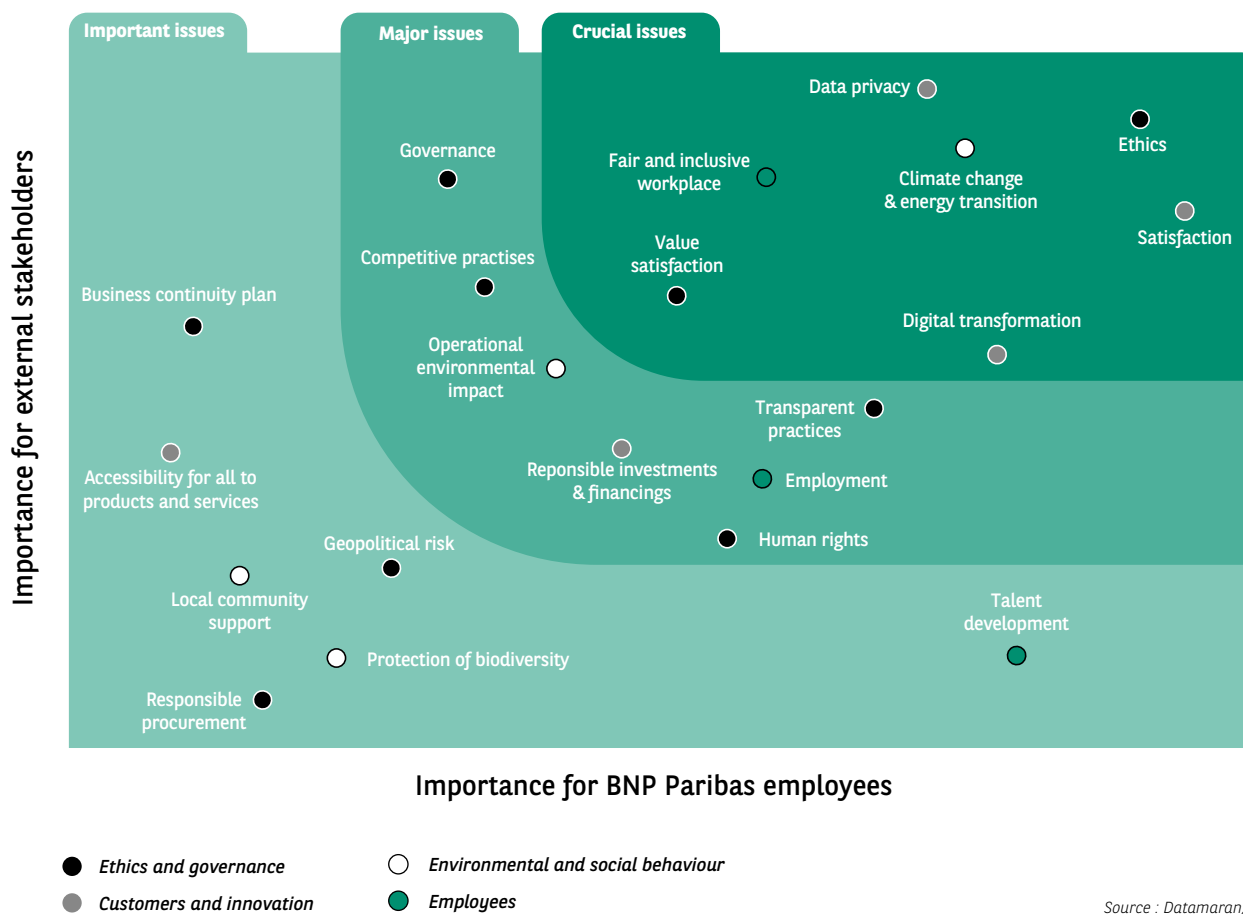 Important issues
Major issues
Crucial issues
Data privacy
Ethics
Governance
Fair and inclusive
workplace
Climate change
& energy transition
Satisfaction
Competitive practises
Value
satisfaction
Business continuity plan
Digital transformation
Operational
environmental
impact
Transparent
practices
Accessibility for all to
products and services
Reponsible investments
& financings
Employment
Geopolitical risk
Human rights
Local community
support
Talent
development
Protection of biodiversity
Responsible
procurement
Importance for external stakeholders
Importance for BNP Paribas employees
Ethics and governance
Environmental and social behaviour
Customers and innovation
Employees
Source : Datamaran,